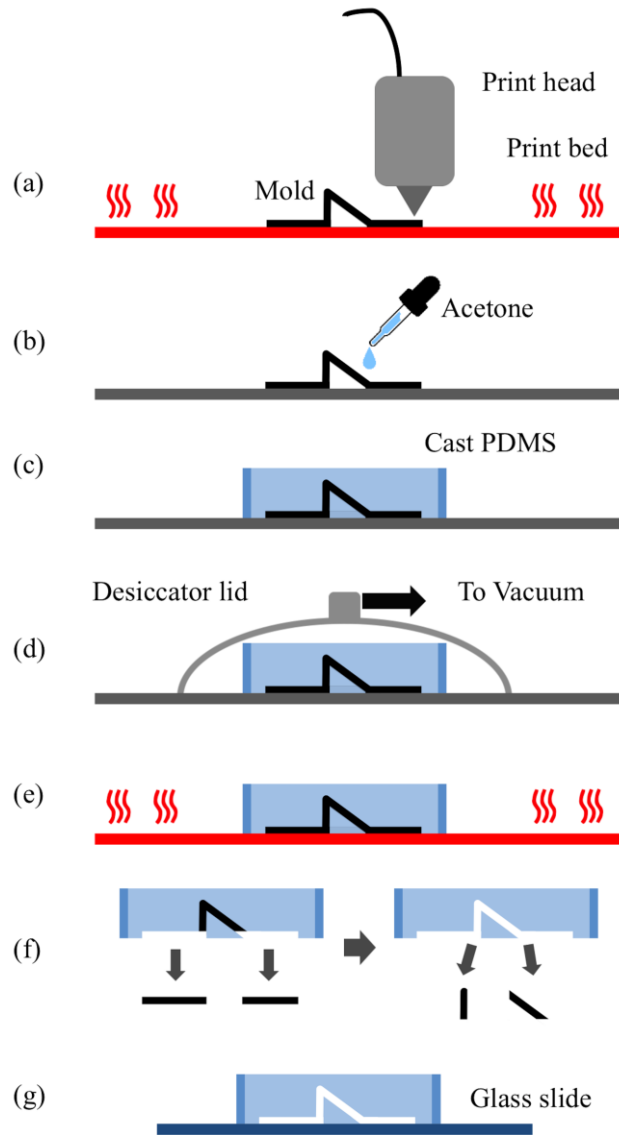 Print head
Print bed
(a)
Mold
(b)
Acetone
(c)
Cast PDMS
Desiccator lid
To Vacuum
(d)
(e)
(f)
(g)
Glass slide